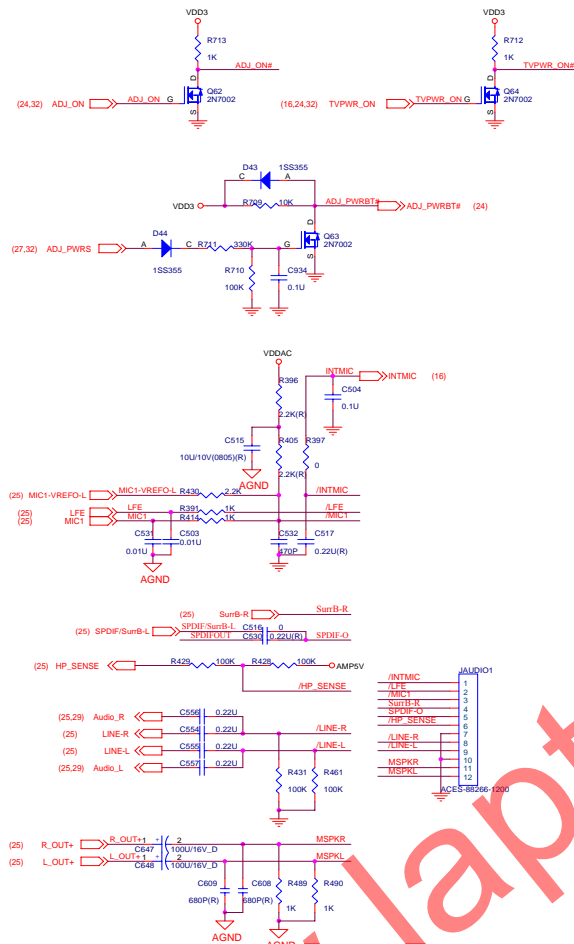 VDD3
VDD3
R713
R712
1K
1K
ADJ_ON#
TVPWR_ON#
D
D
(24,32) ADJ_ON
ADJ_ON G
Q62
2N7002
S
(16,24,32) TVPWR_ON
TVPWR_ON G
Q64
2N7002
S
D43
1SS355
C
A
R709
10K
VDD3
ADJ_PWRBT#
ADJ_PWRBT# (24)
D
D44
Q63
2N7002
(27,32) ADJ_PWRS
A
C
R711
330K
G
S
1SS355
R710
100K
C934
0.1U
VDDAC
INTMIC
INTMIC (16)
R396
2.2K(R)
C504
0.1U
C515
10U/10V(0805)(R)
R405
2.2K(R)
R397
0
AGND
(25) MIC1-VREFO-L
MIC1-VREFO-L
R430
2.2K
/INTMIC
(25) LFE
LFE
R391
1K
/LFE
(25) MIC1
MIC1
R414
1K
/MIC1
C531
0.01U
C503
0.01U
C532
470P
C517
0.22U(R)
AGND
(25) SurrB-R
SurrB-R
(25) SPDIF/SurrB-L
SPDIF/SurrB-L
C516
0
SPDIFOUT
C530
0.22U(R)
SPDIF-O
(25) HP_SENSE
R429
100K
R428
100K
AMP5V
/HP_SENSE
JAUDIO1
/INTMIC 1
/LFE 2
/MIC1 3
SurrB-R 4
SPDIF-O 5
/HP_SENSE 6
7
/LINE-R 8
/LINE-L 9
10
MSPKR 11
MSPKL 12
ACES-88266-1200
(25,29) Audio_R
C556
0.22U
(25) LINE-R
C554
0.22U
/LINE-R
(25) LINE-L
C555
0.22U
/LINE-L
(25,29) Audio_L
C557
0.22U
R431
100K
R461
100K
(25) R_OUT+
R_OUT+ 1
+
2
MSPKR
C647
100U/16V_D
(25) L_OUT+
L_OUT+ 1
+
2
MSPKL
C648
100U/16V_D
C609
680P(R)
C608
680P(R)
R489
1K
R490
1K
AGND
AGND
lapt